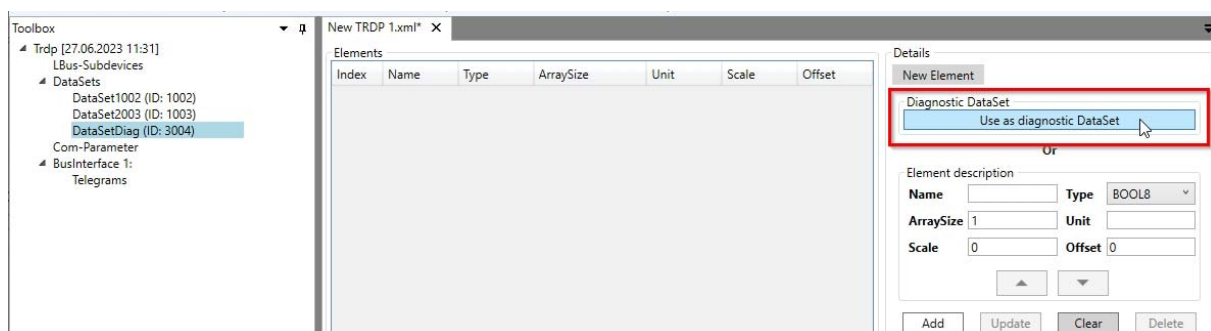 Toolbox
Trdp [27.06.2023 11:31]
LBus-Subdevices
DataSets
DataSet1002 (ID: 1002)
DataSet2003 (ID: 1003)
DataSetDiag (ID: 3004)
Com-Parameter
BusInterface 1:
Telegrams
New TRDP 1.xml*
Elements
Index Name Type ArraySize Unit Scale Offset
Details
New Element
Diagnostic DataSet
Use as diagnostic DataSet
Or
Element description
Name Type BOOL8
ArraySize 1 Unit
Scale 0 Offset 0
Add Update Clear Delete